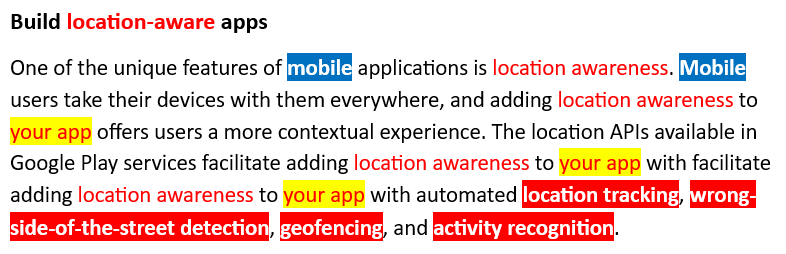 Build location-aware apps
One of the unique features of mobile applications is location awareness. Mobile
users take their devices with them everywhere, and adding location awareness to
your app offers users a more contextual experience. The location APIs available in
Google Play services facilitate adding location awareness to your app with facilitate
adding location awareness to your app with automated location tracking, wrong-
side-of-the-street detection, geofencing, and activity recognition.